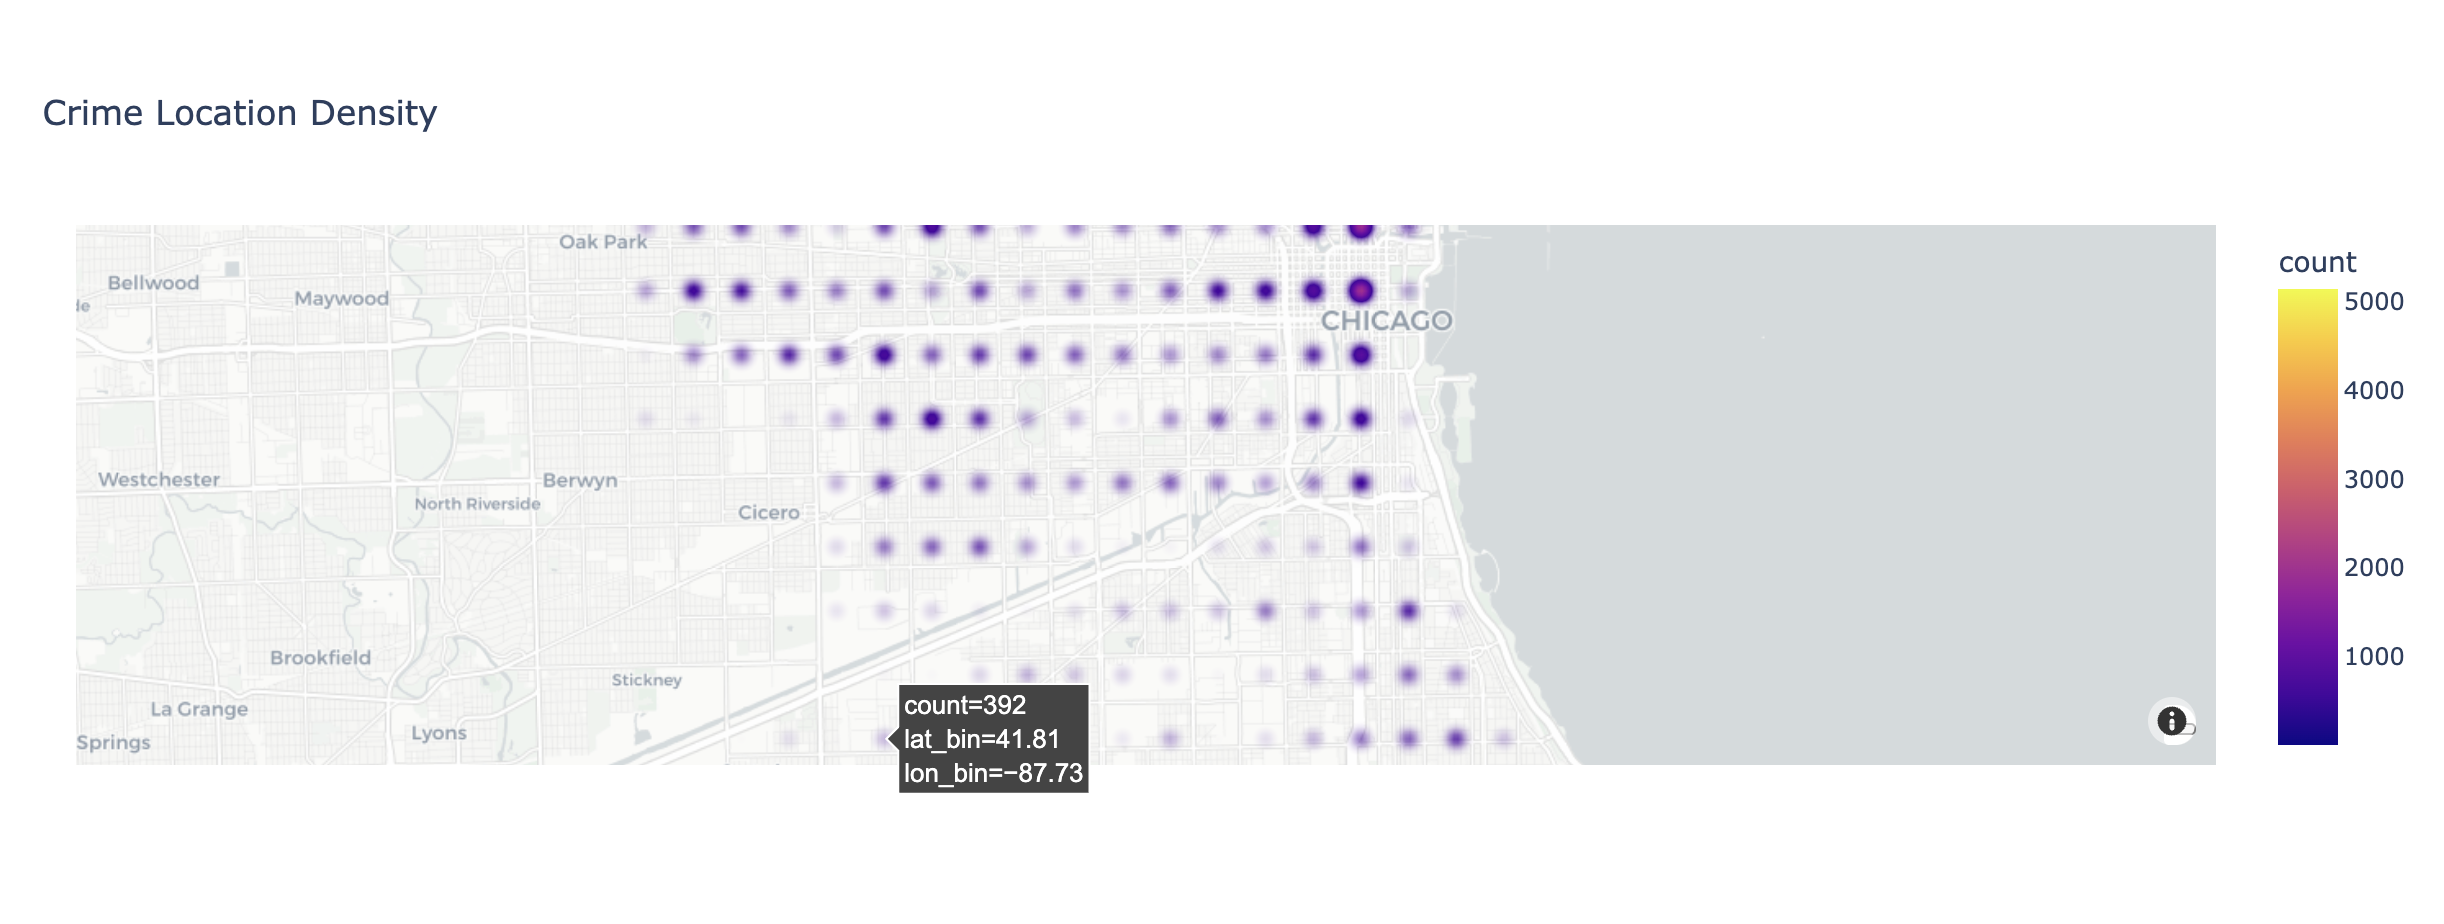 Crime Location Density
Oak Park
Bellwood
Maywood
le
CHICAGO
Westchester
Berwyn
North Riverside
Cicero
Brookfield
Stickney
La Grange
Lyons
Springs
count=392
lat_bin=41.81
lon_bin=−87.73
count
5000
4000
3000
2000
1000